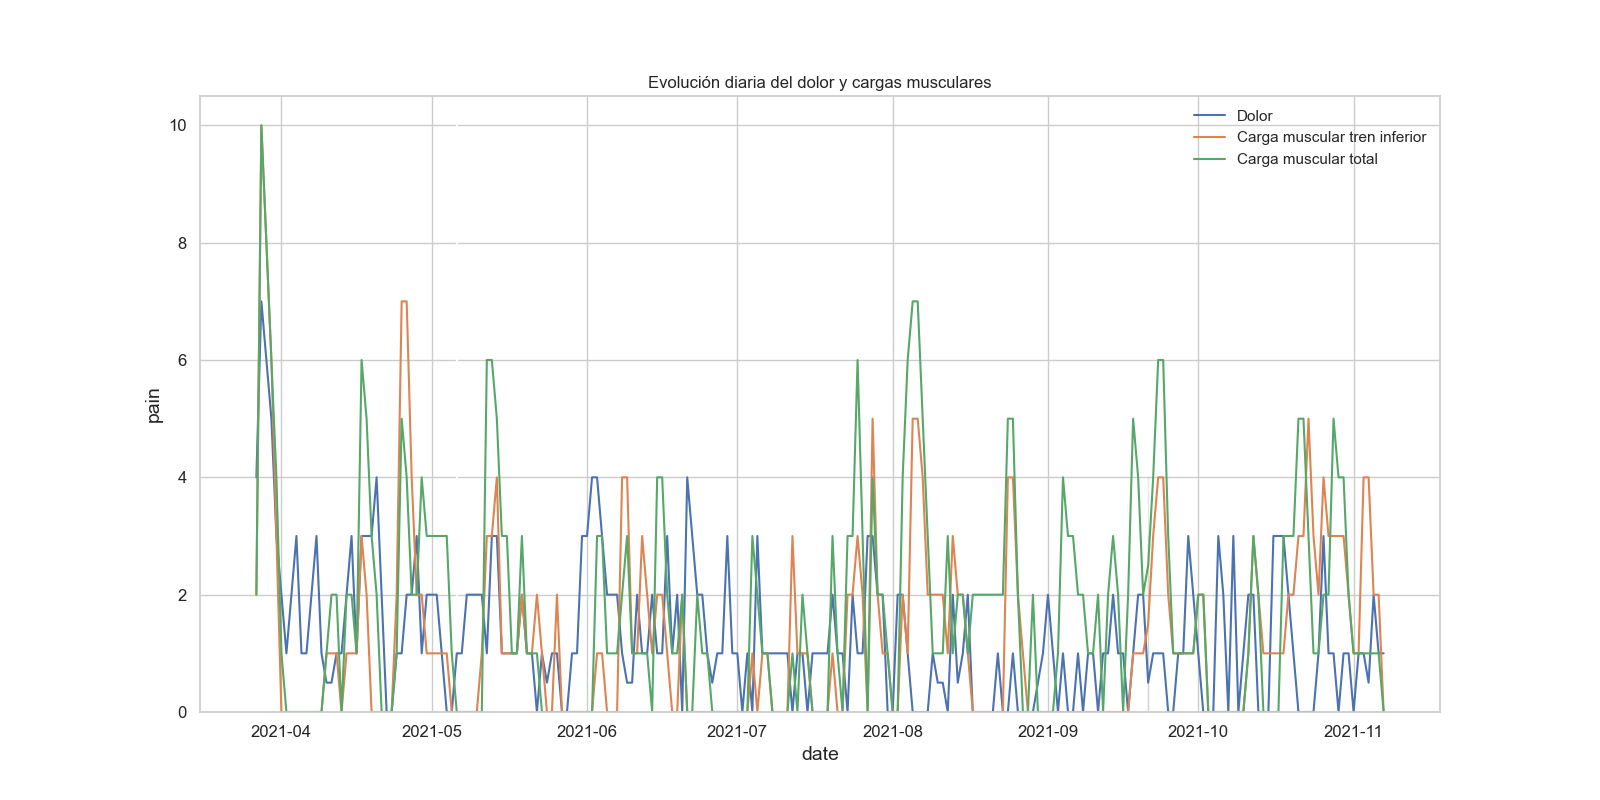 Evolución diaria del dolor y cargas musculares
Dolor
Carga muscular tren inferior
Carga muscular total
pain
10
8
6
4
2
0
2021-04
2021-05
2021-06
2021-07
2021-08
2021-09
2021-10
2021-11
date